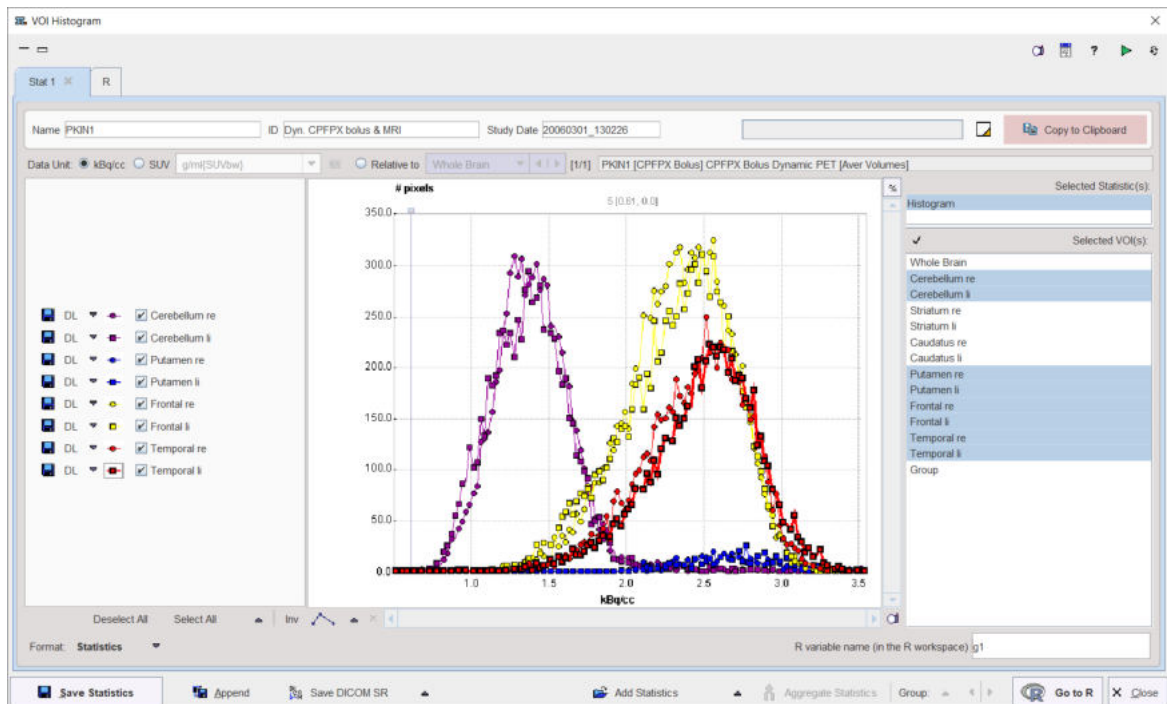 VOI Histogram
Stat 1 R
Name PKIN1 ID Dyn. CPFPX bolus & MRI Study Date 20060301_130226 Copy to Clipboard
Data Unit: kBq/cc SUV g/ml{SUVbw} Relative to Whole Brain [1/1] PKIN1 [CPFPX Bolus] CPFPX Bolus Dynamic PET [Aver Volumes]
# pixels
5 [0.61, 0.0]
350.0
300.0
250.0
200.0
150.0
100.0
50.0
0.0
1.0 1.5 2.0 2.5 3.0 3.5
kBq/cc
DL Cerebellum re
DL Cerebellum li
DL Putamen re
DL Putamen li
DL Frontal re
DL Frontal li
DL Temporal re
DL Temporal li
%
Selected Statistic(s):
Histogram
Selected VOI(s):
Whole Brain
Cerebellum re
Cerebellum li
Striatum re
Striatum li
Caudatus re
Caudatus li
Putamen re
Putamen li
Frontal re
Frontal li
Temporal re
Temporal li
Group
Deselect All Select All Inv
Format: Statistics R variable name (in the R workspace) g1
Save Statistics Append Save DICOM SR Add Statistics Aggregate Statistics Group: Go to R Close